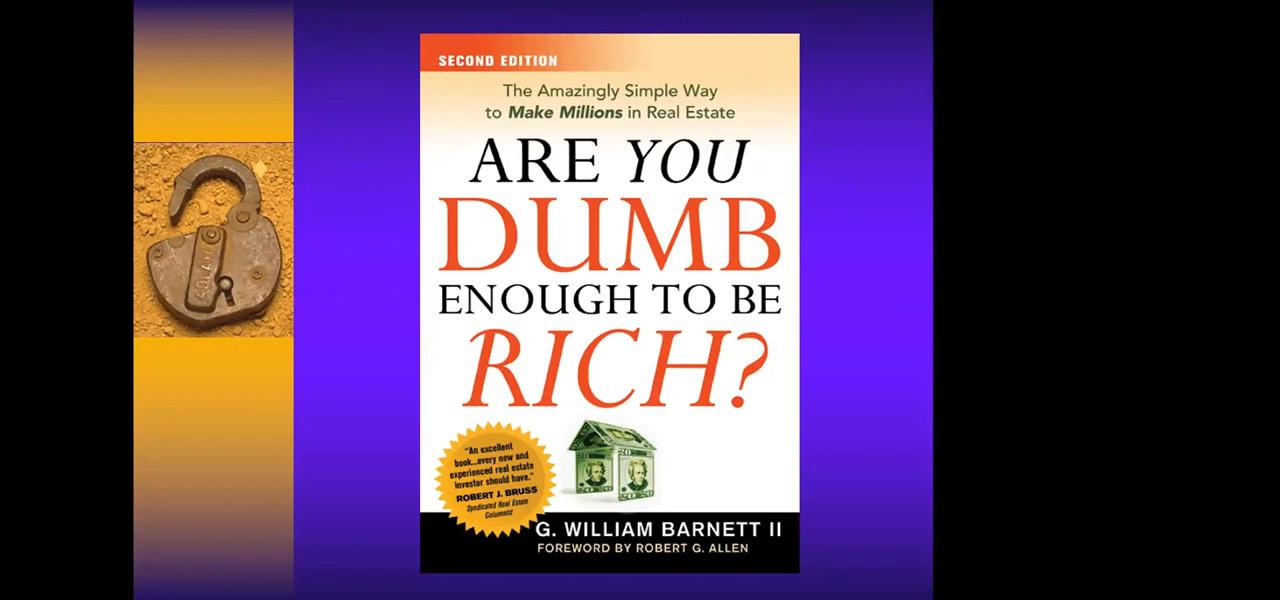 SECOND EDITION
The Amazingly Simple Way
to Make Millions in Real Estate
ARE YOU
DUMB
ENOUGH TO BE
RICH?
"An excellent
book...every new and
experienced real estate
investor should have."
ROBERT J. BRUSS
Syndicated Real Estate
Columnist
G. WILLIAM BARNETT II
FOREWORD BY ROBERT G. ALLEN